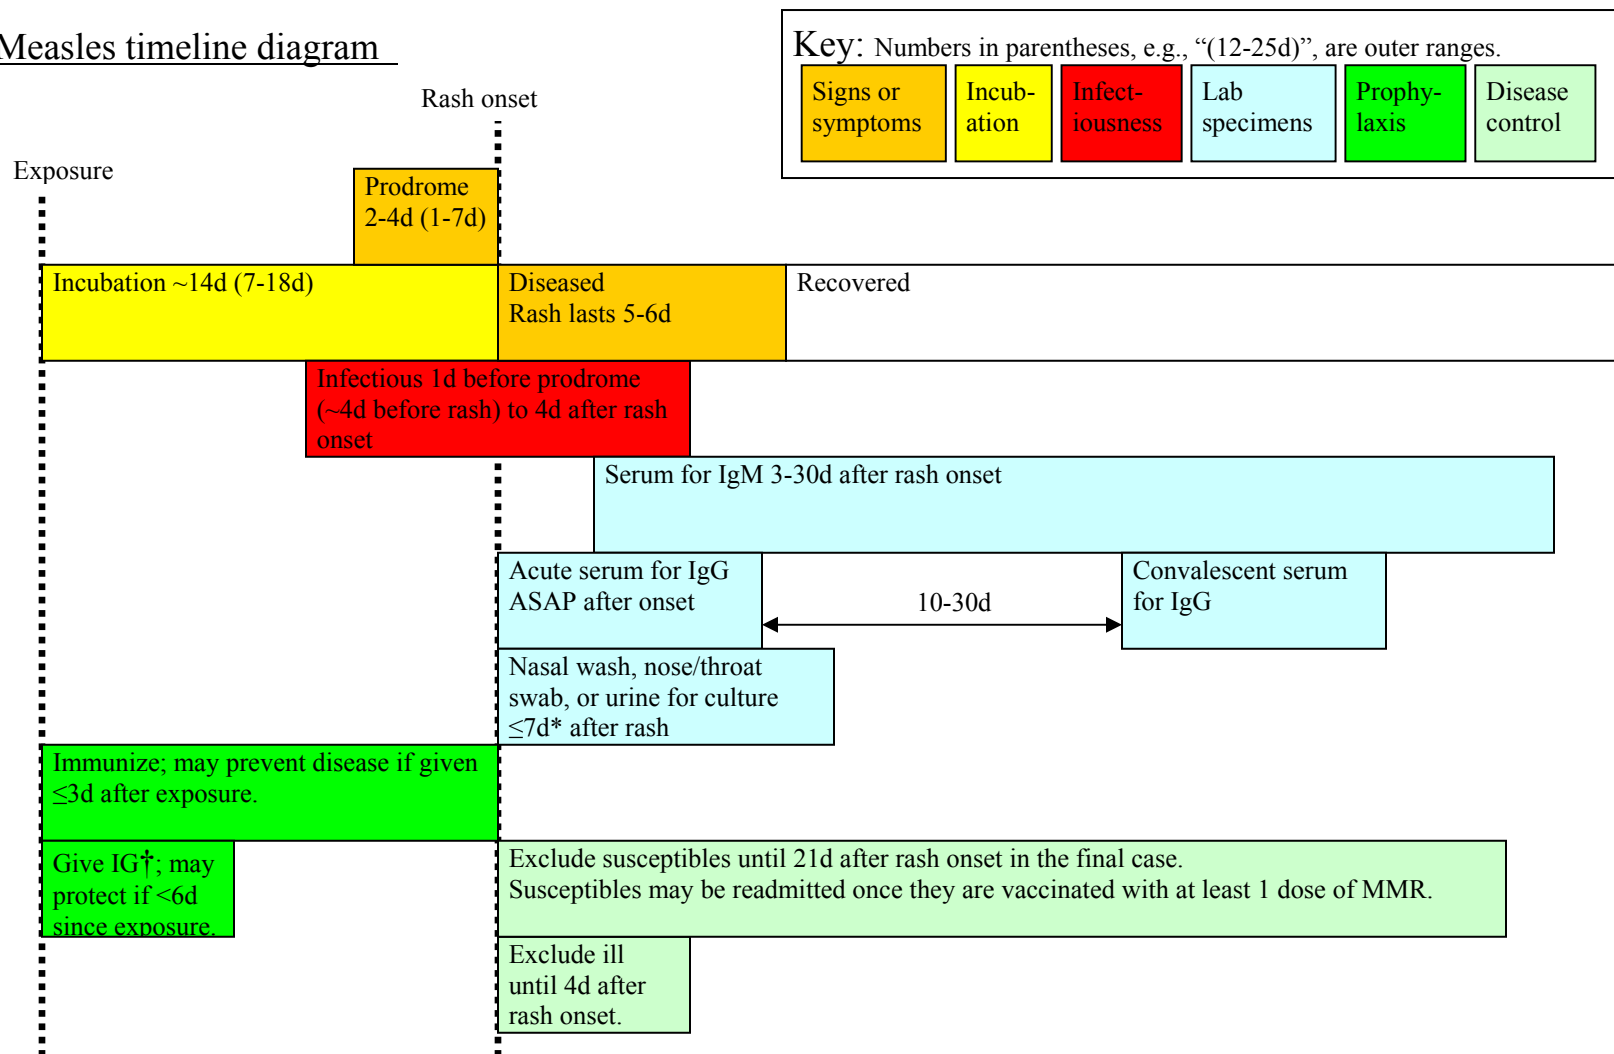 Measles timeline diagram
Key: Numbers in parentheses, e.g., “(12-25d)”, are outer ranges.
Signs or
symptoms
Incub-
ation
Infect-
iousness
Lab
specimens
Prophy-
laxis
Disease
control
Rash onset
Exposure
Prodrome
2-4d (1-7d)
Incubation ~14d (7-18d)
Diseased
Rash lasts 5-6d
Recovered
Infectious 1d before prodrome
(~4d before rash) to 4d after rash
onset
Serum for IgM 3-30d after rash onset
Acute serum for IgG
ASAP after onset
10-30d
Convalescent serum
for IgG
Nasal wash, nose/throat
swab, or urine for culture
≤7d* after rash
Immunize; may prevent disease if given
≤3d after exposure.
Give IG†; may
protect if <6d
since exposure.
Exclude susceptibles until 21d after rash onset in the final case.
Susceptibles may be readmitted once they are vaccinated with at least 1 dose of MMR.
Exclude ill
until 4d after
rash onset.